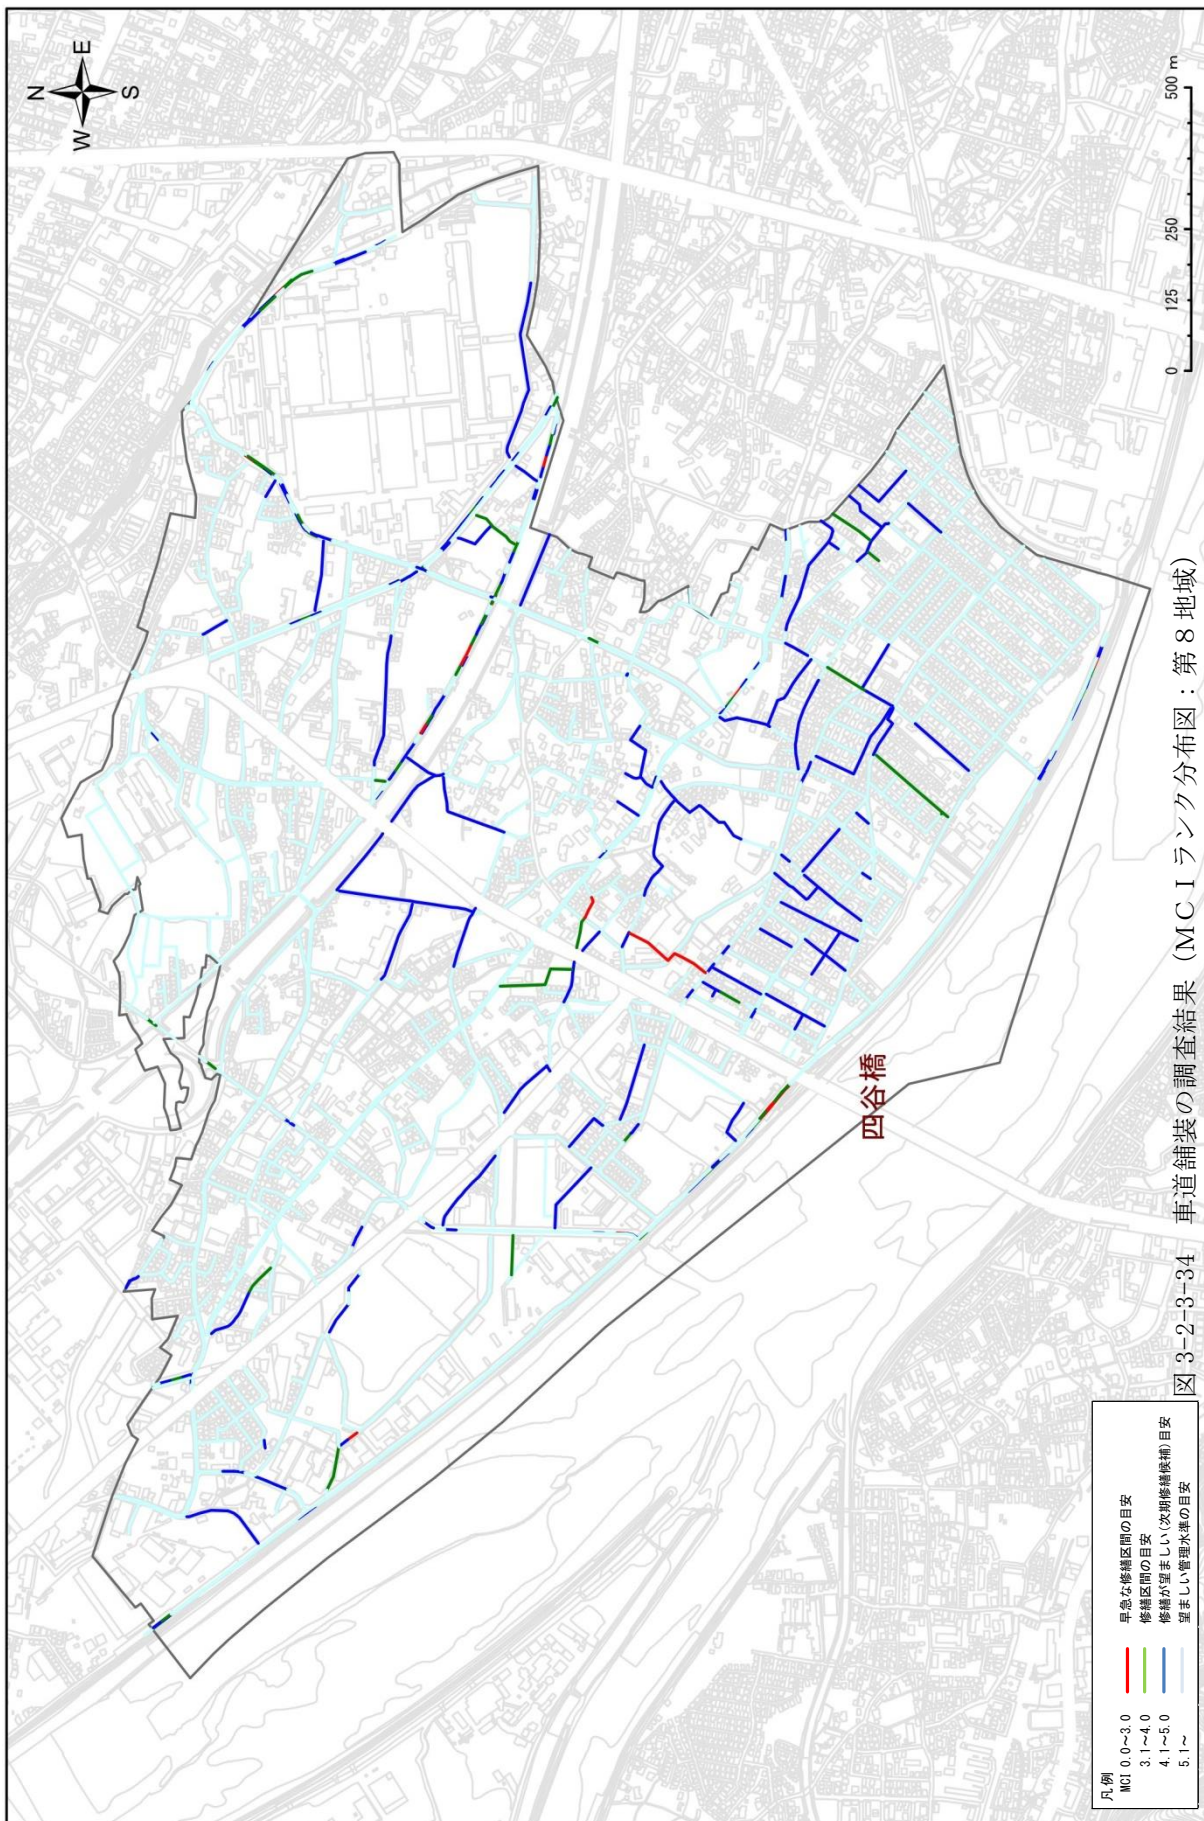 N
W
E
S
四谷橋
0
125
250
500 m
図 3-2-3-34 車道舗装の調査結果(ＭＣＩランク分布図：第８地域)
凡例
MCI 0.0～3.0 早急な修繕区間の目安
3.1～4.0 修繕区間の目安
4.1～5.0 修繕が望ましい(次期修繕候補)目安
5.1～ 望ましい管理水準の目安